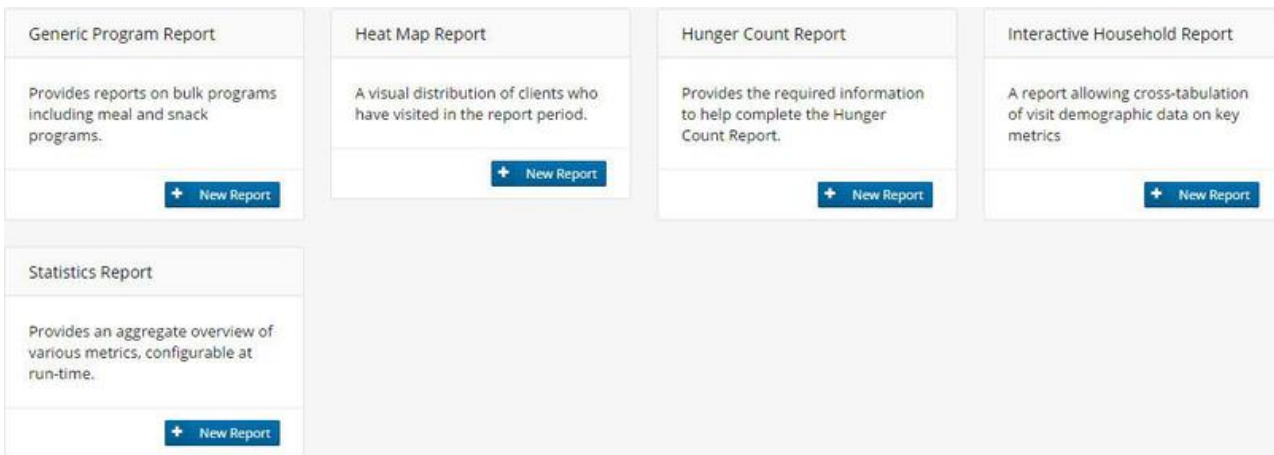 Generic Program Report
Provides reports on bulk programs
including meal and snack
programs.
+ New Report
Heat Map Report
A visual distribution of clients who
have visited in the report period.
+ New Report
Hunger Count Report
Provides the required information
to help complete the Hunger
Count Report.
+ New Report
Interactive Household Report
A report allowing cross-tabulation
of visit demographic data on key
metrics
+ New Report
Statistics Report
Provides an aggregate overview of
various metrics, configurable at
run-time.
+ New Report